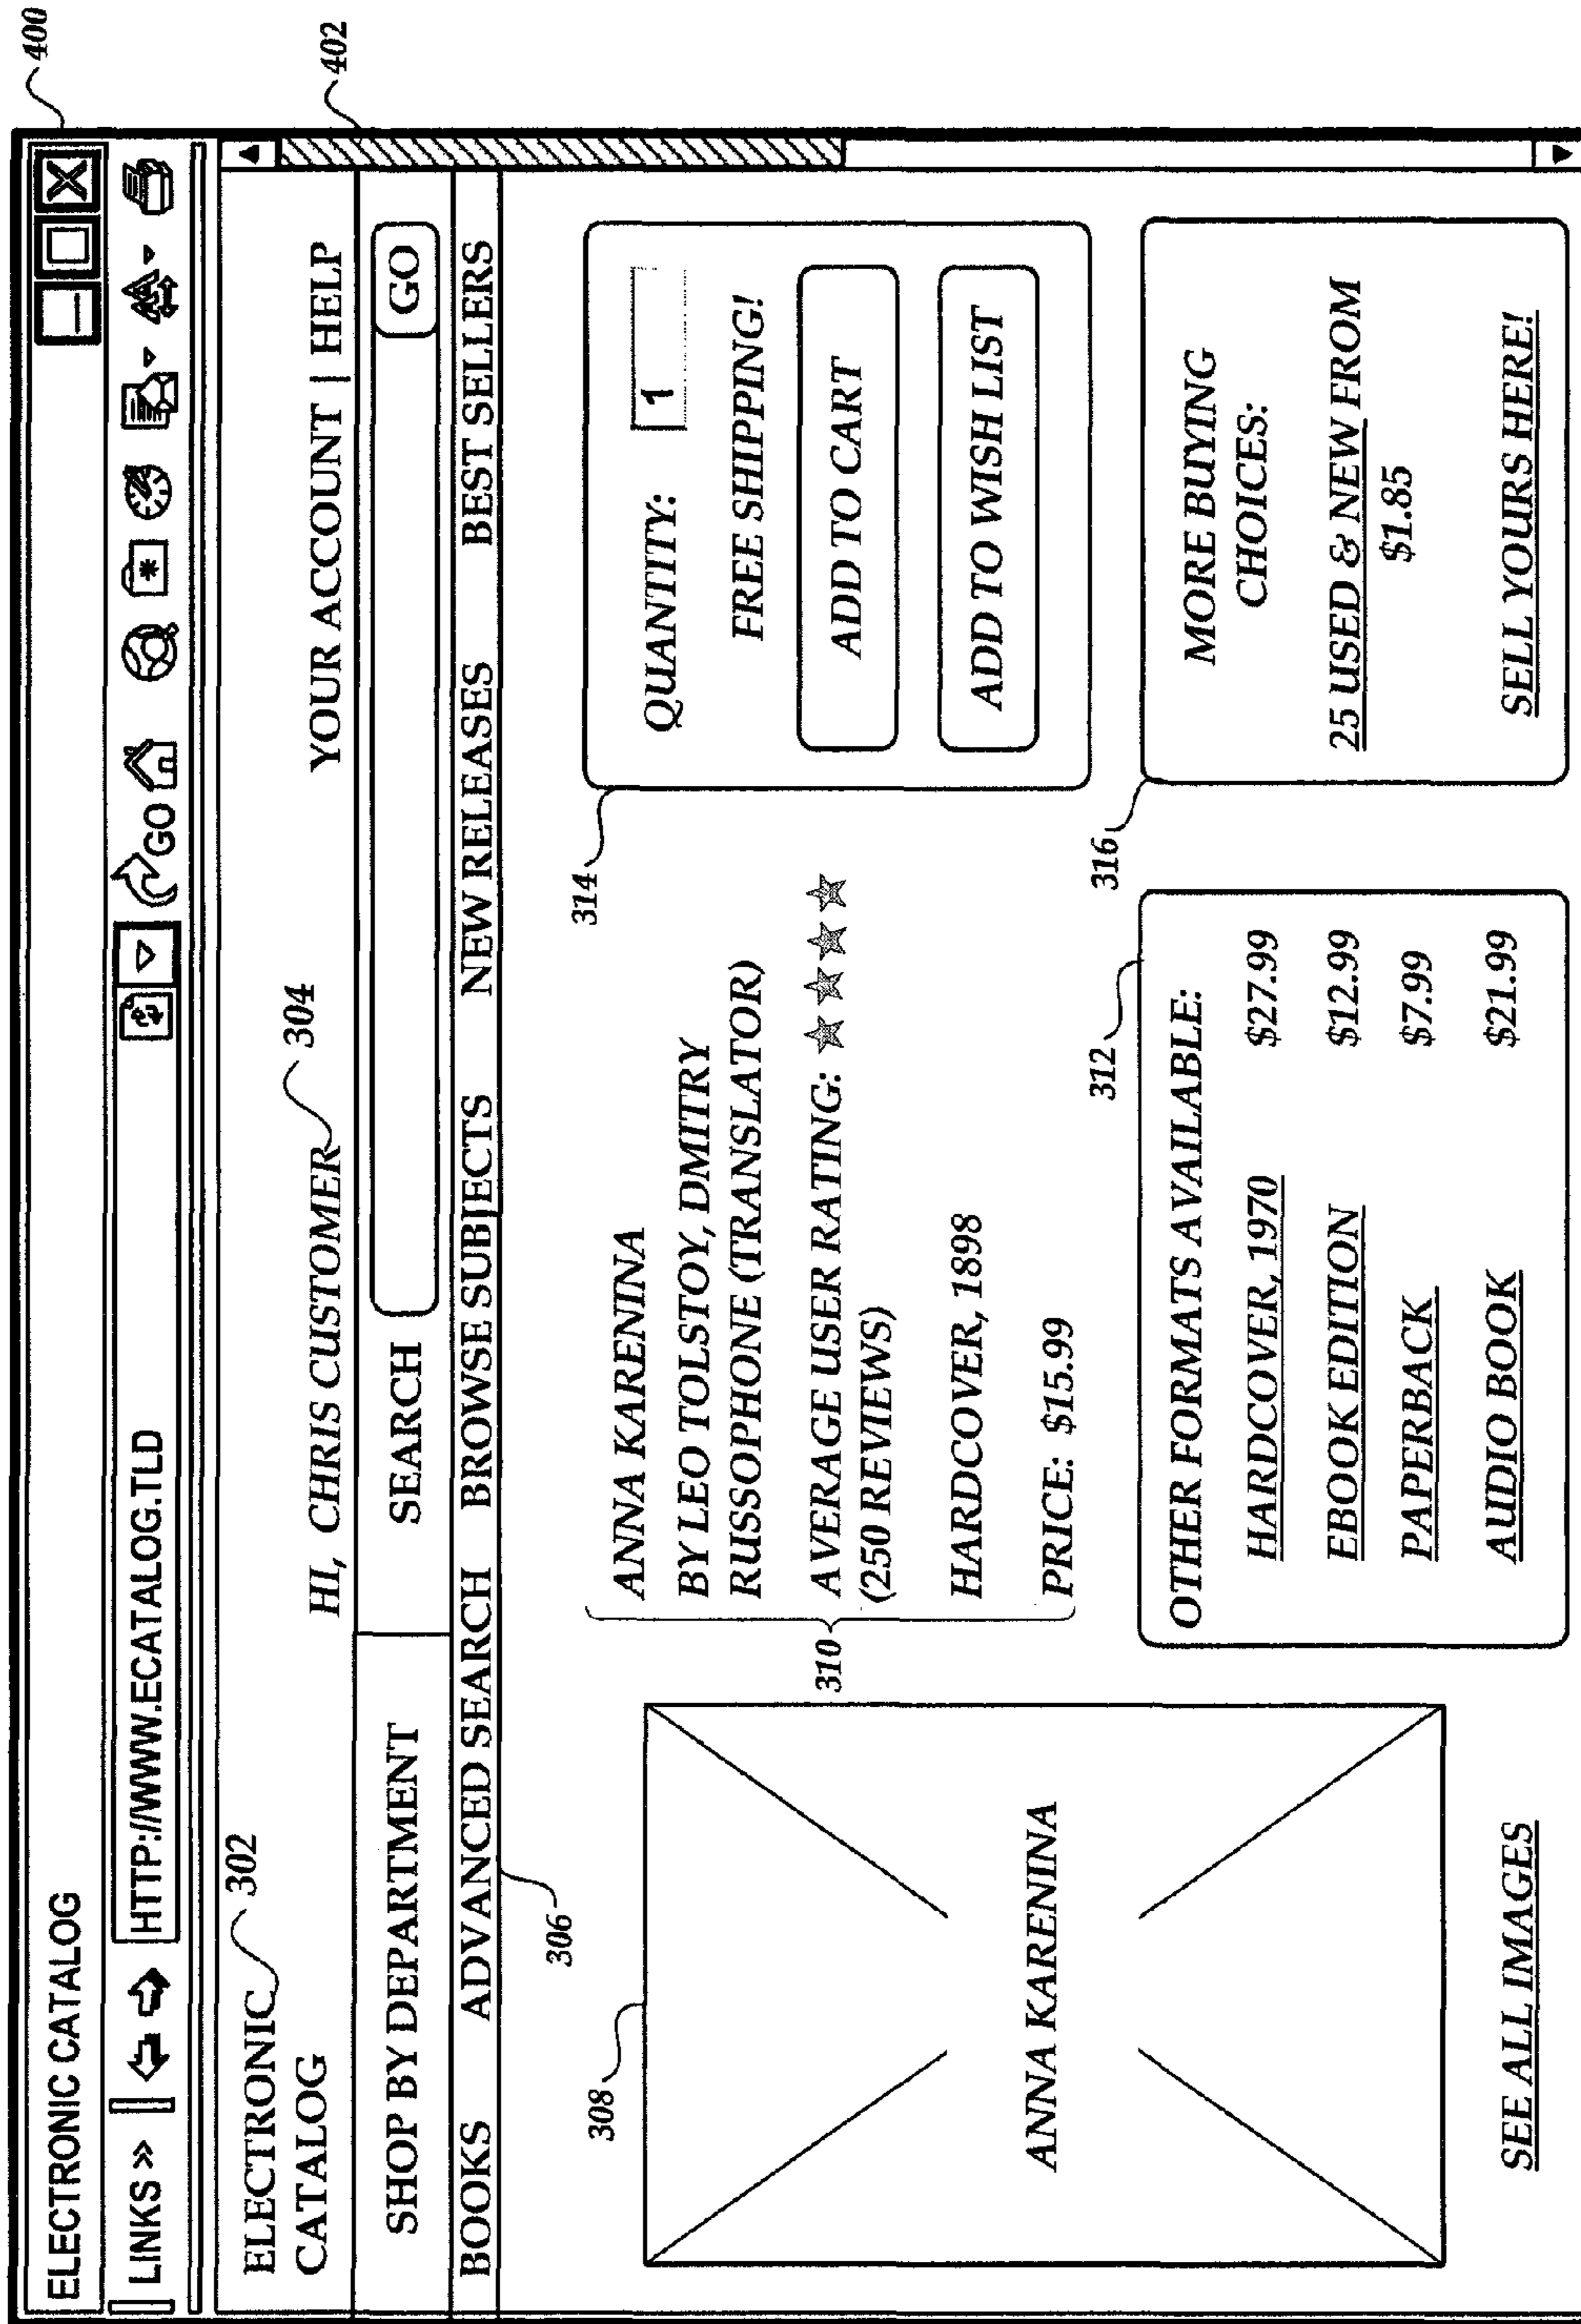 400
ELECTRONIC CATALOG
LINKS »
HTTP://WWW.ECATALOG.TLD
GO
302
ELECTRONIC
CATALOG
304
HI, CHRIS CUSTOMER
YOUR ACCOUNT | HELP
402
SHOP BY DEPARTMENT
SEARCH
GO
BOOKS ADVANCED SEARCH BROWSE SUBJECTS NEW RELEASES BEST SELLERS
306
308
ANNA KARENINA
SEE ALL IMAGES
310
ANNA KARENINA
BY LEO TOLSTOY, DMITRY
RUSSOPHONE (TRANSLATOR)
AVERAGE USER RATING:
(250 REVIEWS)
HARDCOVER, 1898
PRICE: $15.99
314
QUANTITY: 1
FREE SHIPPING!
ADD TO CART
ADD TO WISH LIST
312
OTHER FORMATS AVAILABLE:
HARDCOVER, 1970 $27.99
EBOOK EDITION $12.99
PAPERBACK $7.99
AUDIO BOOK $21.99
316
MORE BUYING
CHOICES:
25 USED & NEW FROM
$1.85
SELL YOURS HERE!